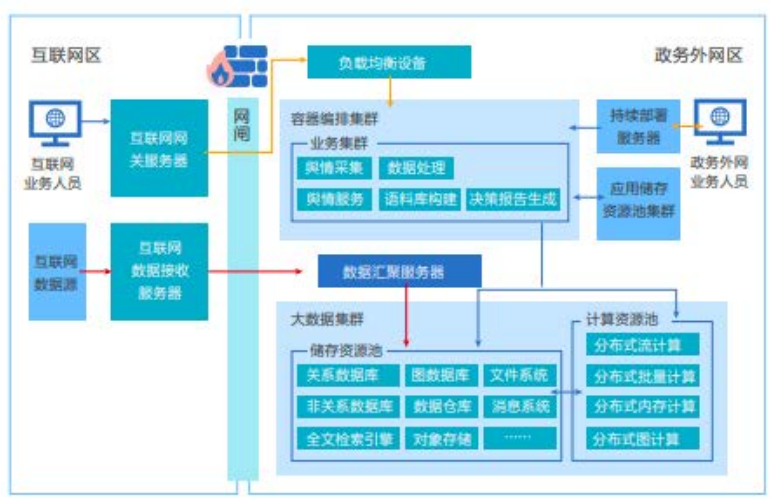 互联网区
政务外网区
负载均衡设备
网
闸
互联网
业务人员
互联网网
关服务器
容器编排集群
业务集群
舆情采集
数据处理
舆情服务
语料库构建
决策报告生成
持续部署
服务器
政务外网
业务人员
应用储存
资源池集群
互联网
数据源
互联网
数据接收
服务器
数据汇聚服务器
大数据集群
储存资源池
关系数据库
图数据库
文件系统
非关系数据库
数据仓库
消息系统
全文检索引擎
对象存储
……
计算资源池
分布式流计算
分布式批量计算
分布式内存计算
分布式图计算